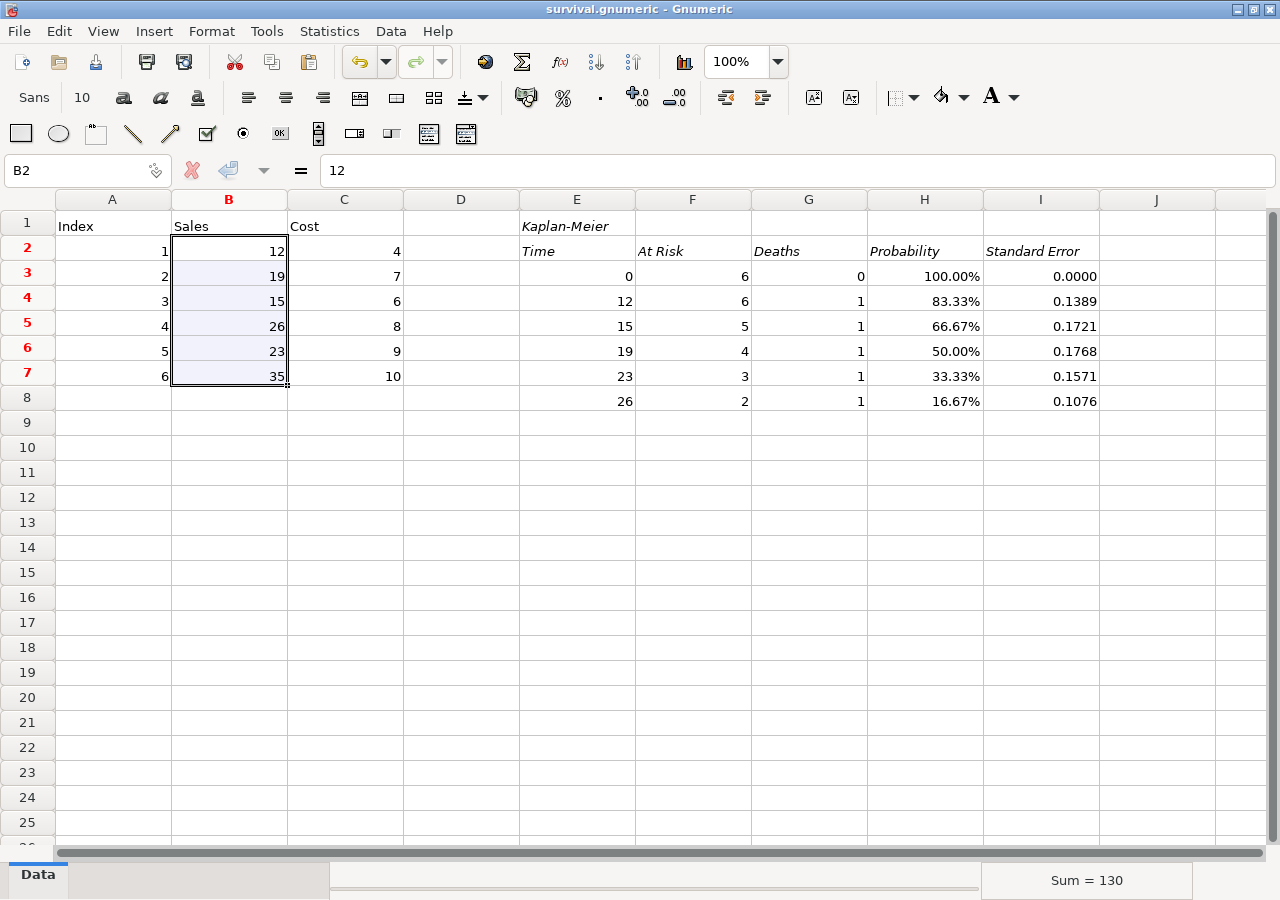 survival.gnumeric - Gnumeric
File Edit View Insert Format Tools Statistics Data Help
f(x) 100%
Sans 10 a a a % .00 .00 A A A
OK
B2 = 12
A B C D E F G H I J
1 Index Sales Cost Kaplan-Meier
2 1 12 4 Time At Risk Deaths Probability Standard Error
3 2 19 7 0 6 0 100.00% 0.0000
4 3 15 6 12 6 1 83.33% 0.1389
5 4 26 8 15 5 1 66.67% 0.1721
6 5 23 9 19 4 1 50.00% 0.1768
7 6 35 10 23 3 1 33.33% 0.1571
8 26 2 1 16.67% 0.1076
9
10
11
12
13
14
15
16
17
18
19
20
21
22
23
24
25
Data Sum = 130